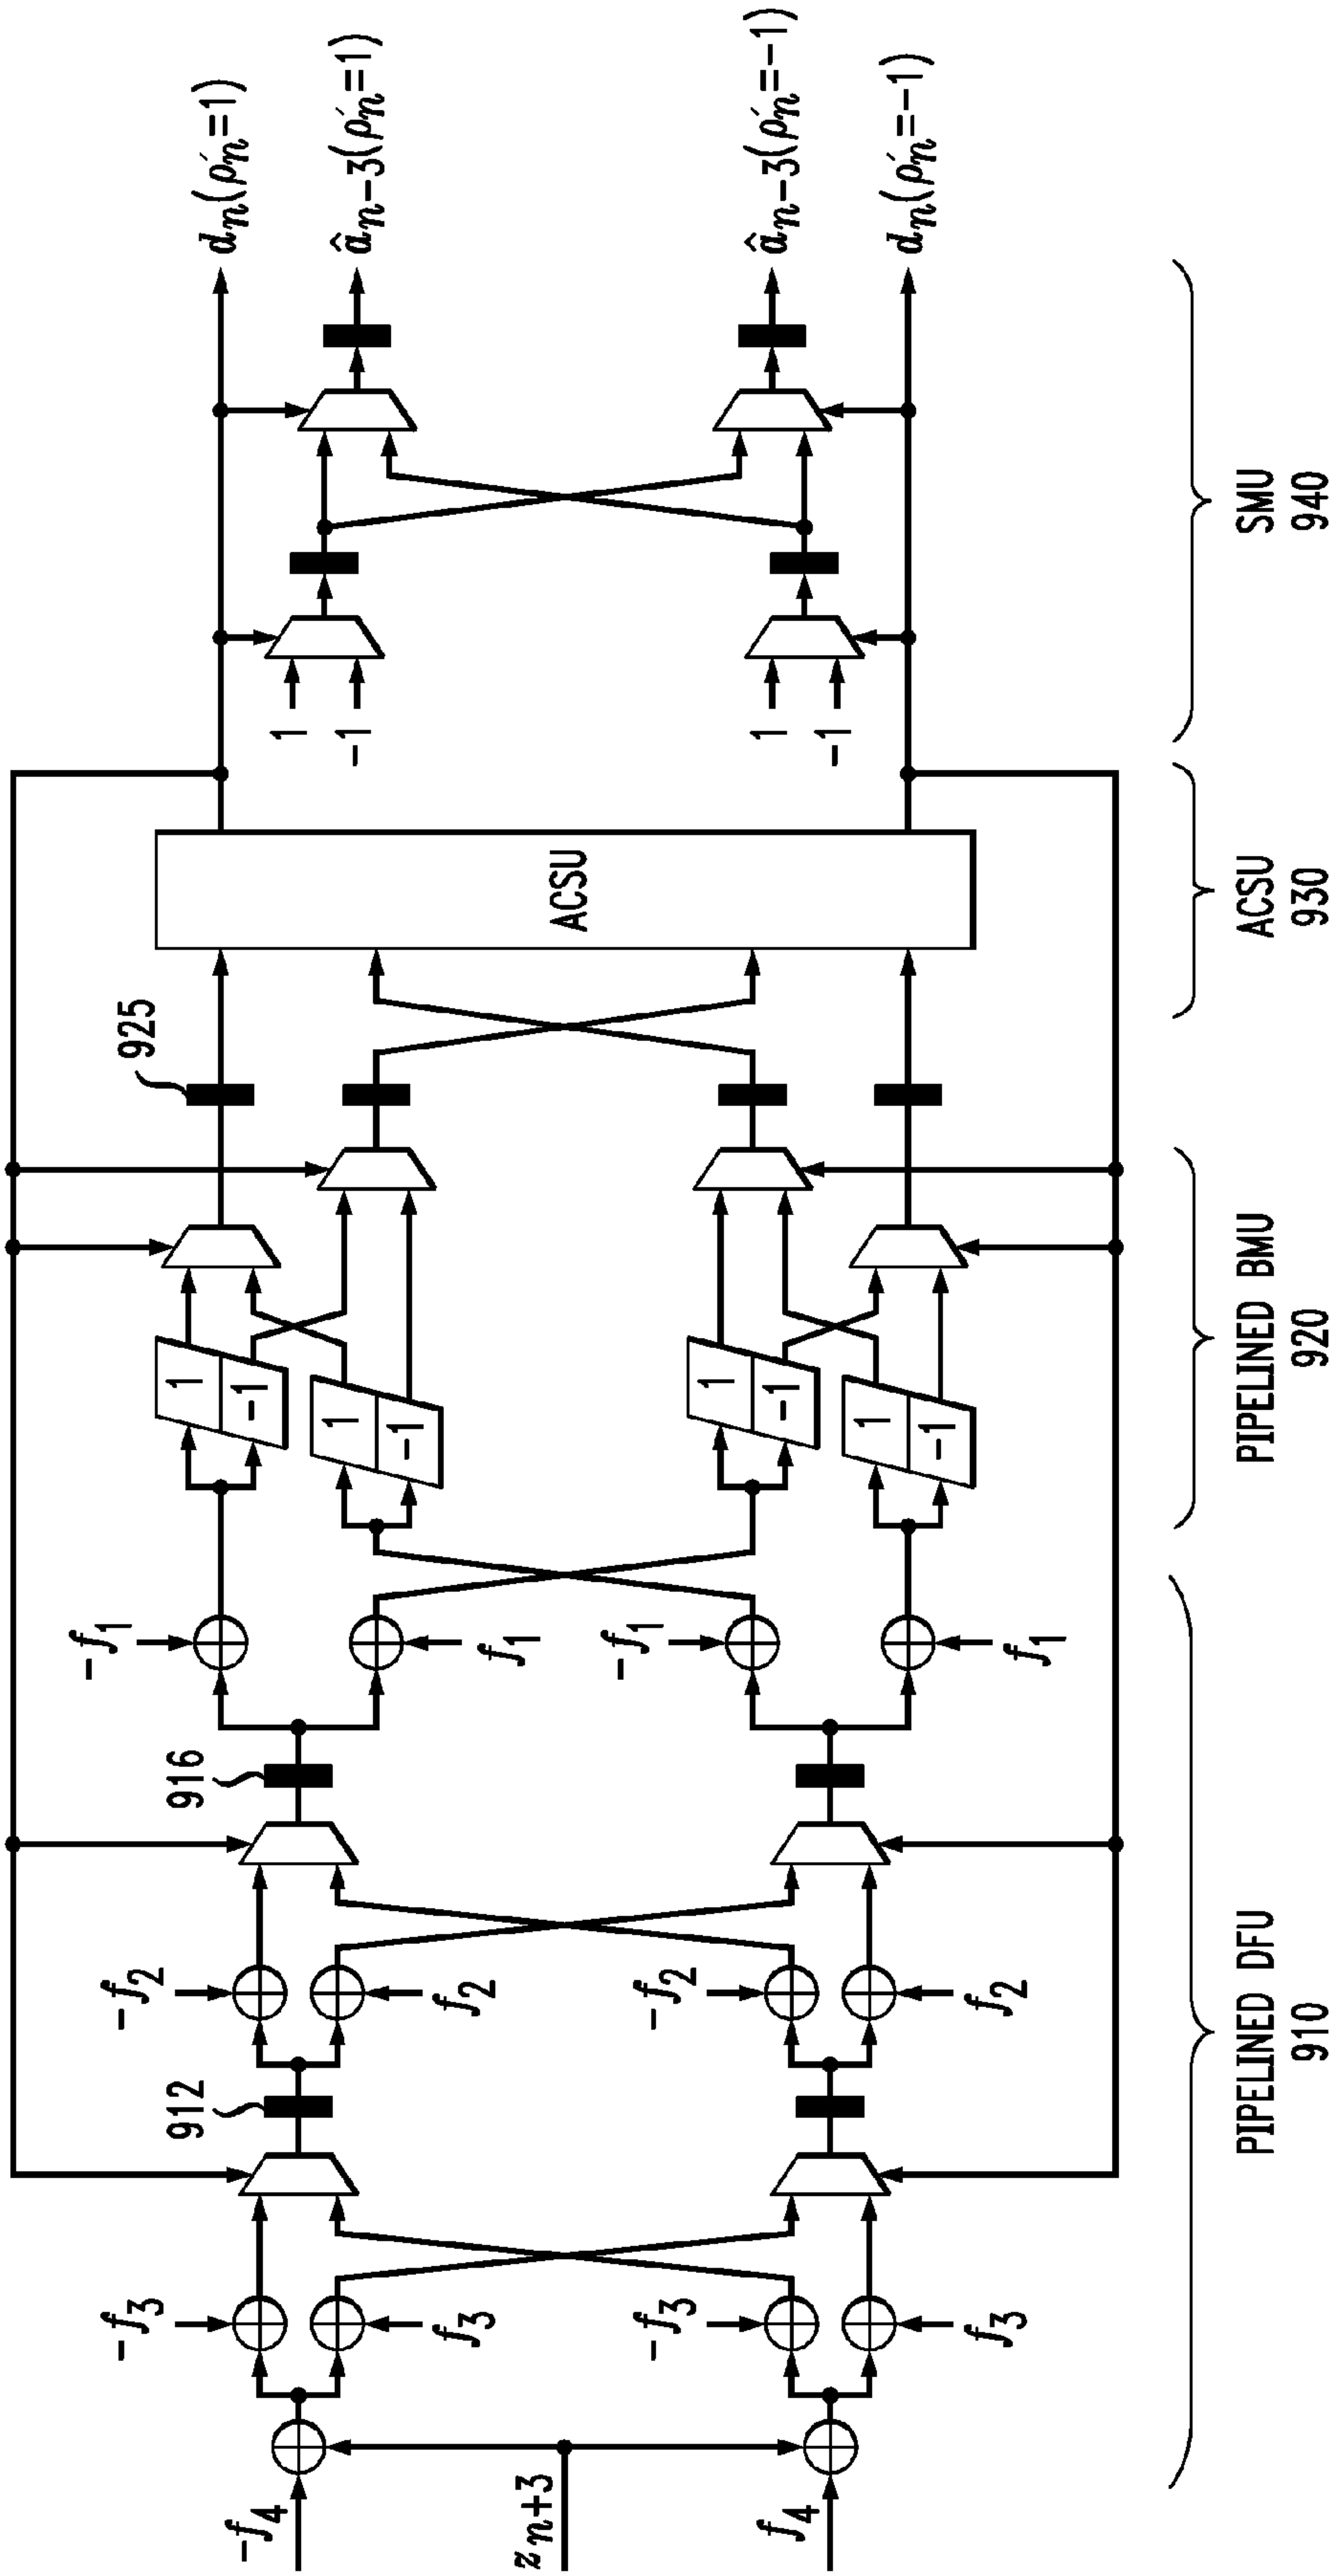 -f4
z n+3
f4
-f3
f3
-f3
f3
912
-f2
f2
-f2
f2
916
-f1
f1
-f1
f1
1
-1
1
-1
1
-1
1
-1
925
ACSU
1
-1
1
-1
dn(ρ′n=1)
ân-3(ρ′n=1)
ân-3(ρ′n=-1)
dn(ρ′n=-1)
PIPELINED DFU
910
PIPELINED BMU
920
ACSU
930
SMU
940